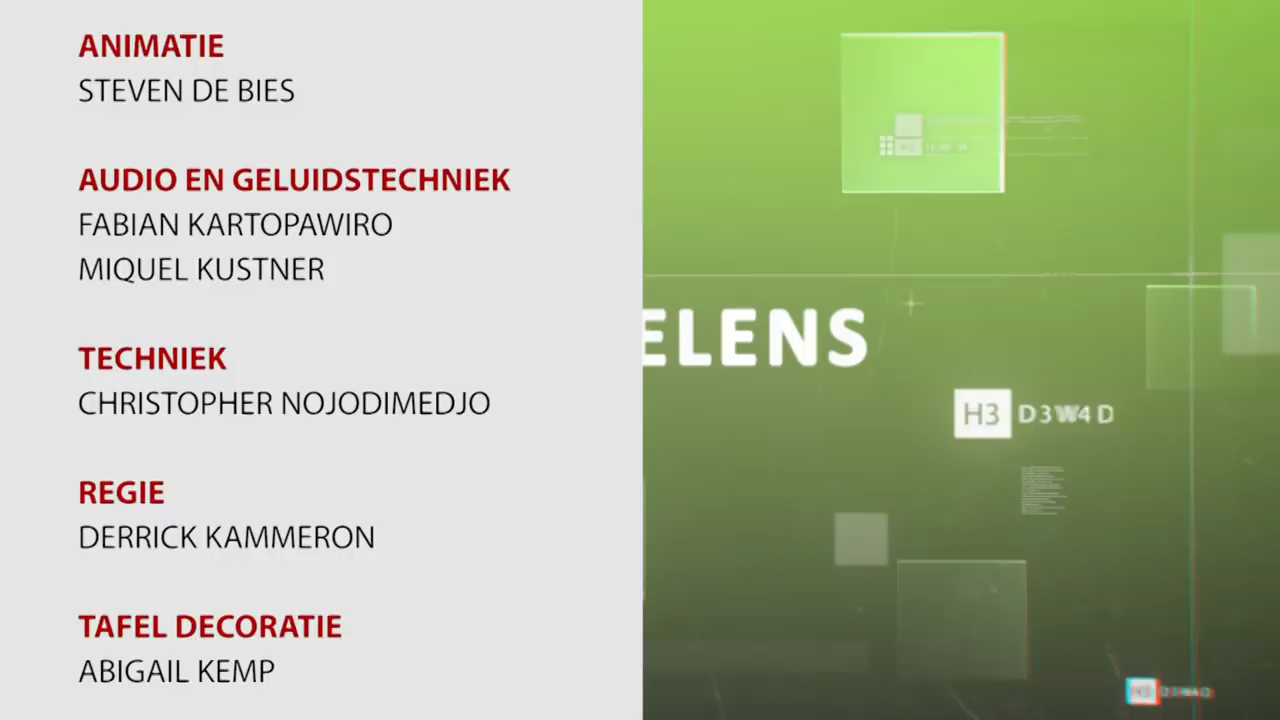 ANIMATIE
STEVEN DE BIES
AUDIO EN GELUIDSTECHNIEK
FABIAN KARTOPAWIRO
MIQUEL KUSTNER
TECHNIEK
CHRISTOPHER NOJODIMEDJO
REGIE
DERRICK KAMMERON
TAFEL DECORATIE
ABIGAIL KEMP
ELENS
H3 D3W4D